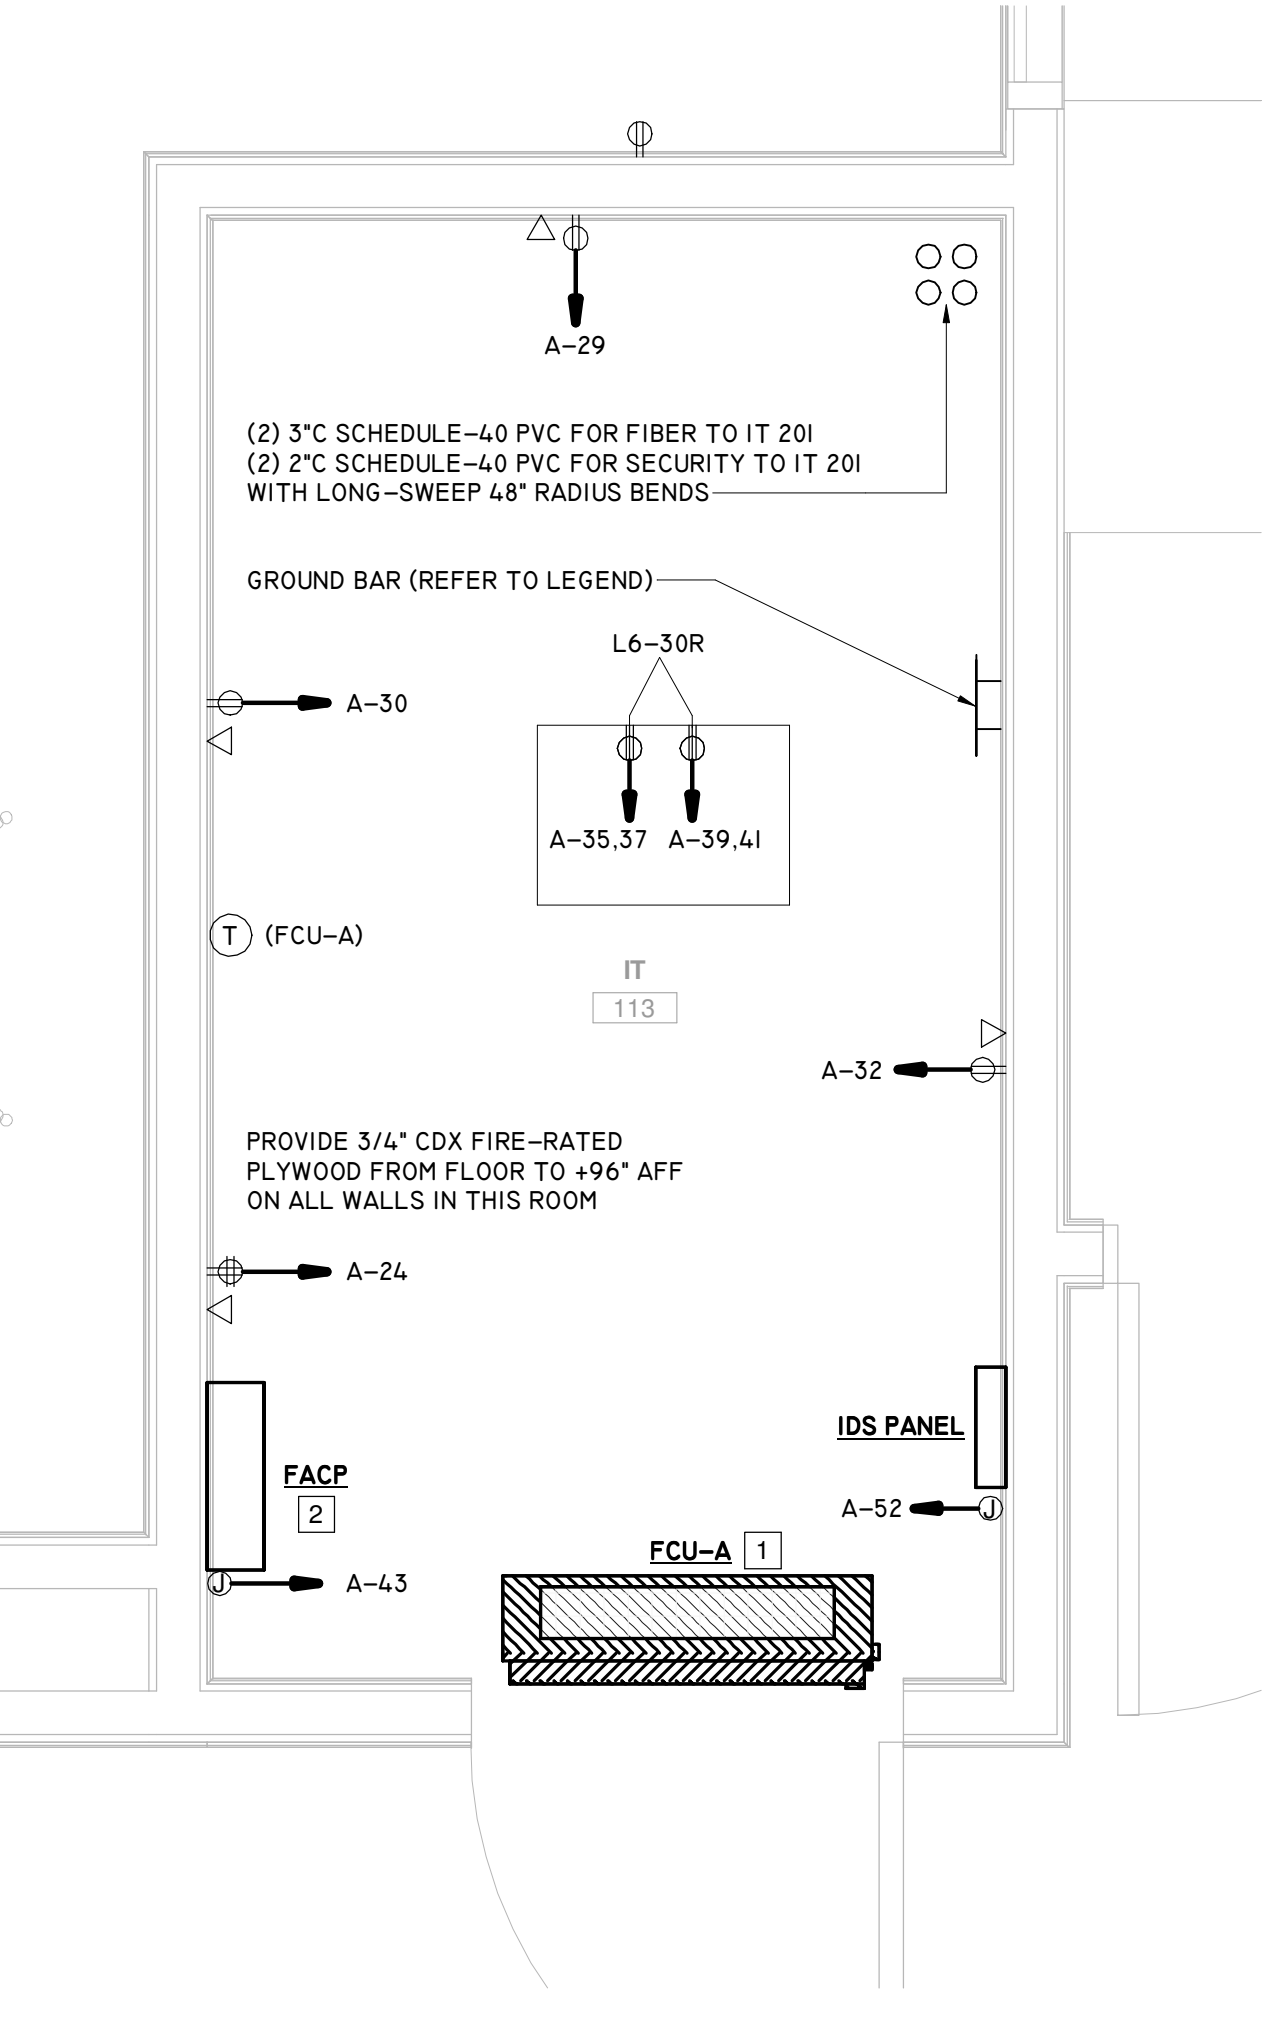 A-29
(2) 3"C SCHEDULE-40 PVC FOR FIBER TO IT 201
(2) 2"C SCHEDULE-40 PVC FOR SECURITY TO IT 201
WITH LONG-SWEEP 48" RADIUS BENDS
GROUND BAR (REFER TO LEGEND)
L6-30R
A-30
A-35,37
A-39,41
T
(FCU-A)
IT
113
A-32
PROVIDE 3/4" CDX FIRE-RATED
PLYWOOD FROM FLOOR TO +96" AFF
ON ALL WALLS IN THIS ROOM
A-24
IDS PANEL
FACP
2
A-52
J
FCU-A
1
J
A-43